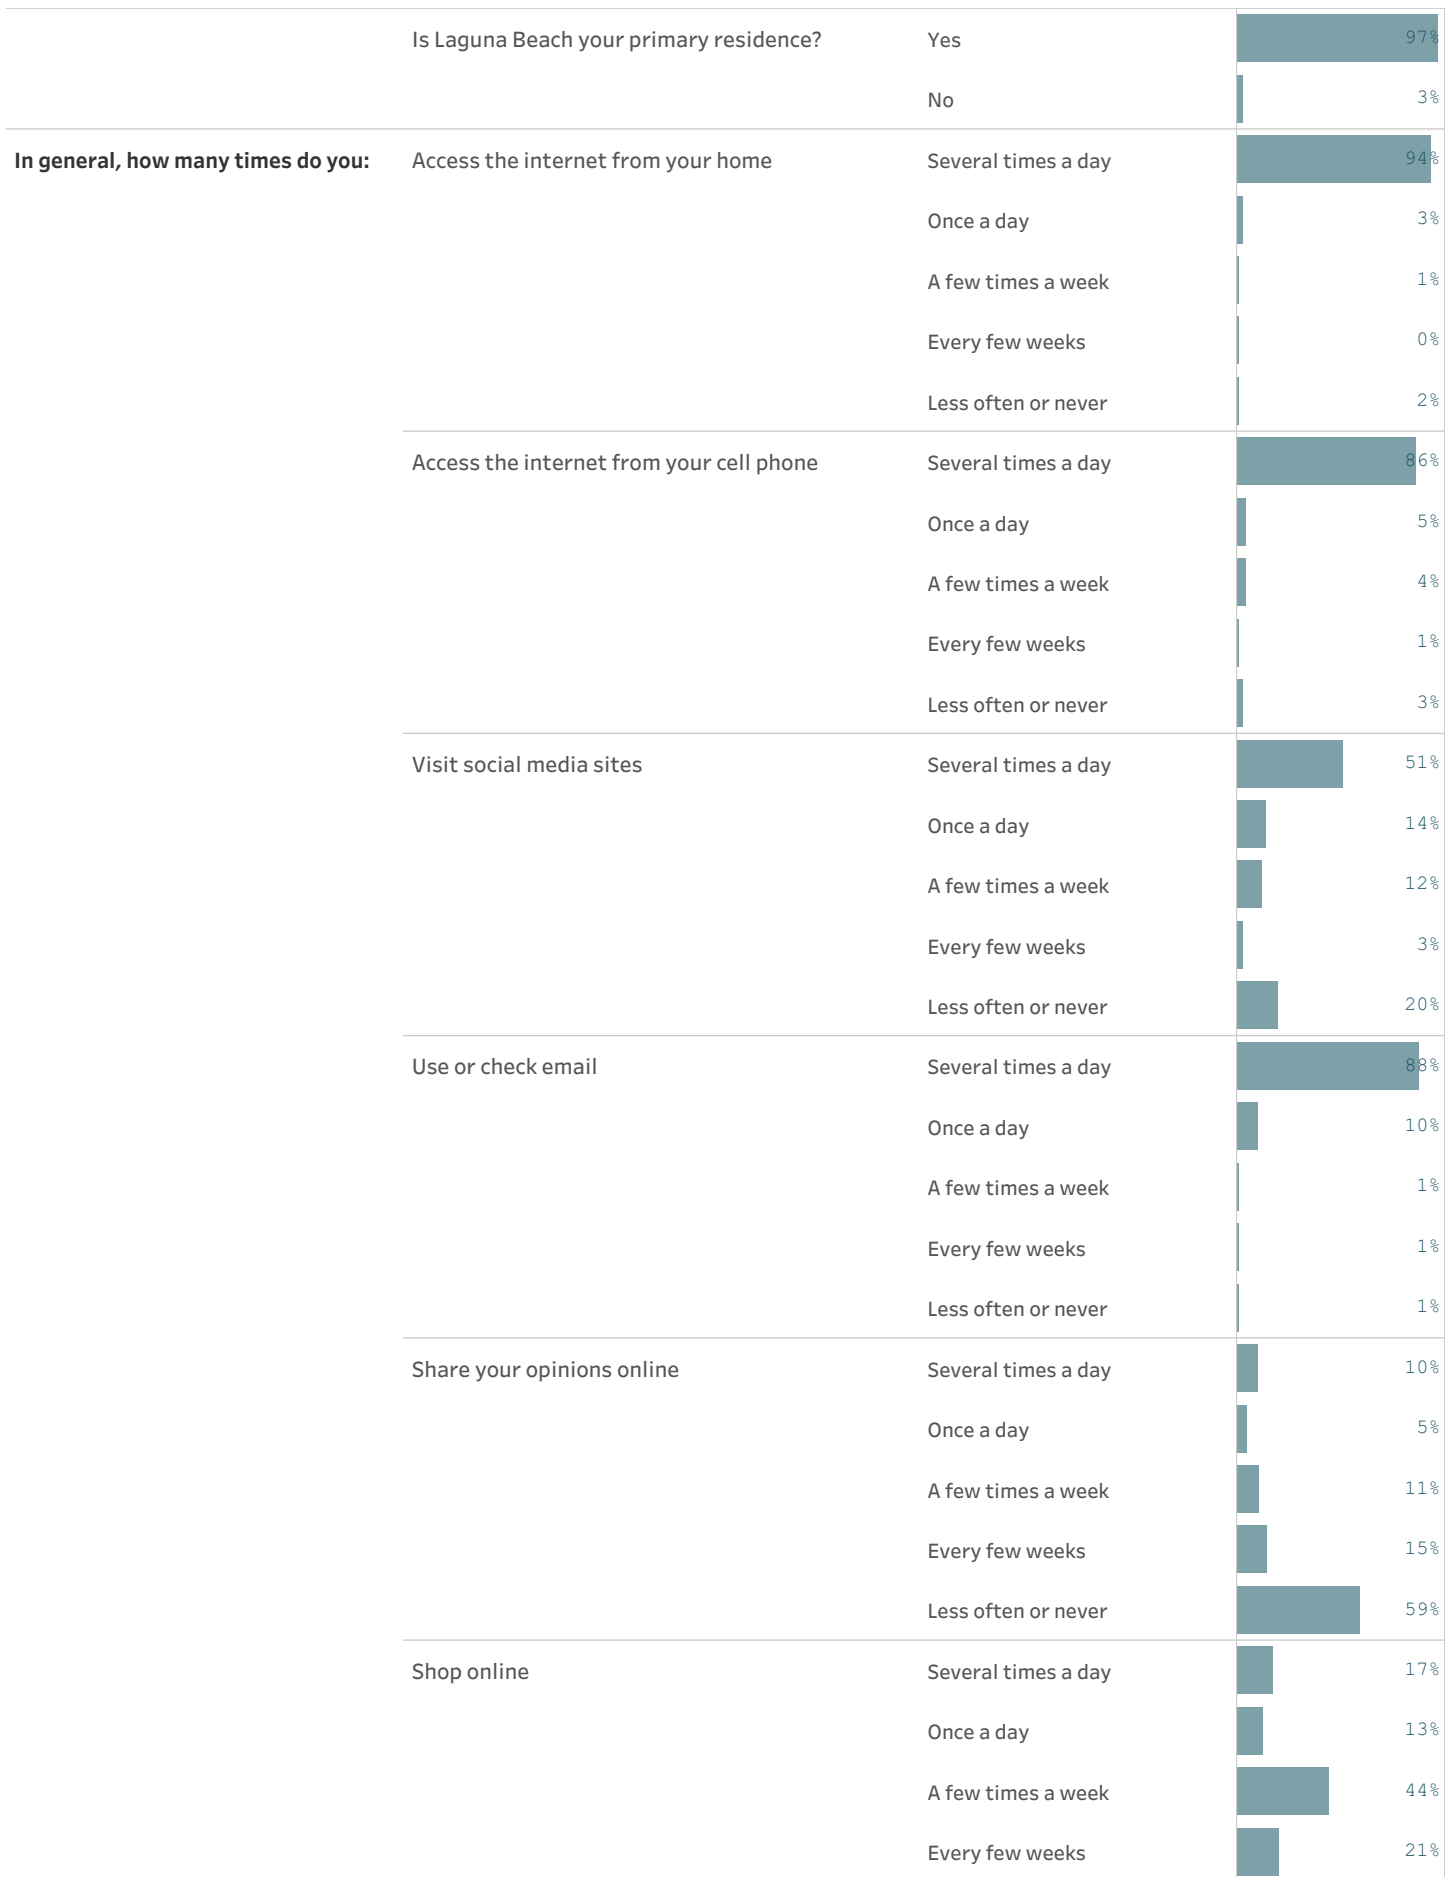 Is Laguna Beach your primary residence? Yes 97%
No 3%
In general, how many times do you: Access the internet from your home Several times a day 94%
Once a day 3%
A few times a week 1%
Every few weeks 0%
Less often or never 2%
Access the internet from your cell phone Several times a day 86%
Once a day 5%
A few times a week 4%
Every few weeks 1%
Less often or never 3%
Visit social media sites Several times a day 51%
Once a day 14%
A few times a week 12%
Every few weeks 3%
Less often or never 20%
Use or check email Several times a day 88%
Once a day 10%
A few times a week 1%
Every few weeks 1%
Less often or never 1%
Share your opinions online Several times a day 10%
Once a day 5%
A few times a week 11%
Every few weeks 15%
Less often or never 59%
Shop online Several times a day 17%
Once a day 13%
A few times a week 44%
Every few weeks 21%